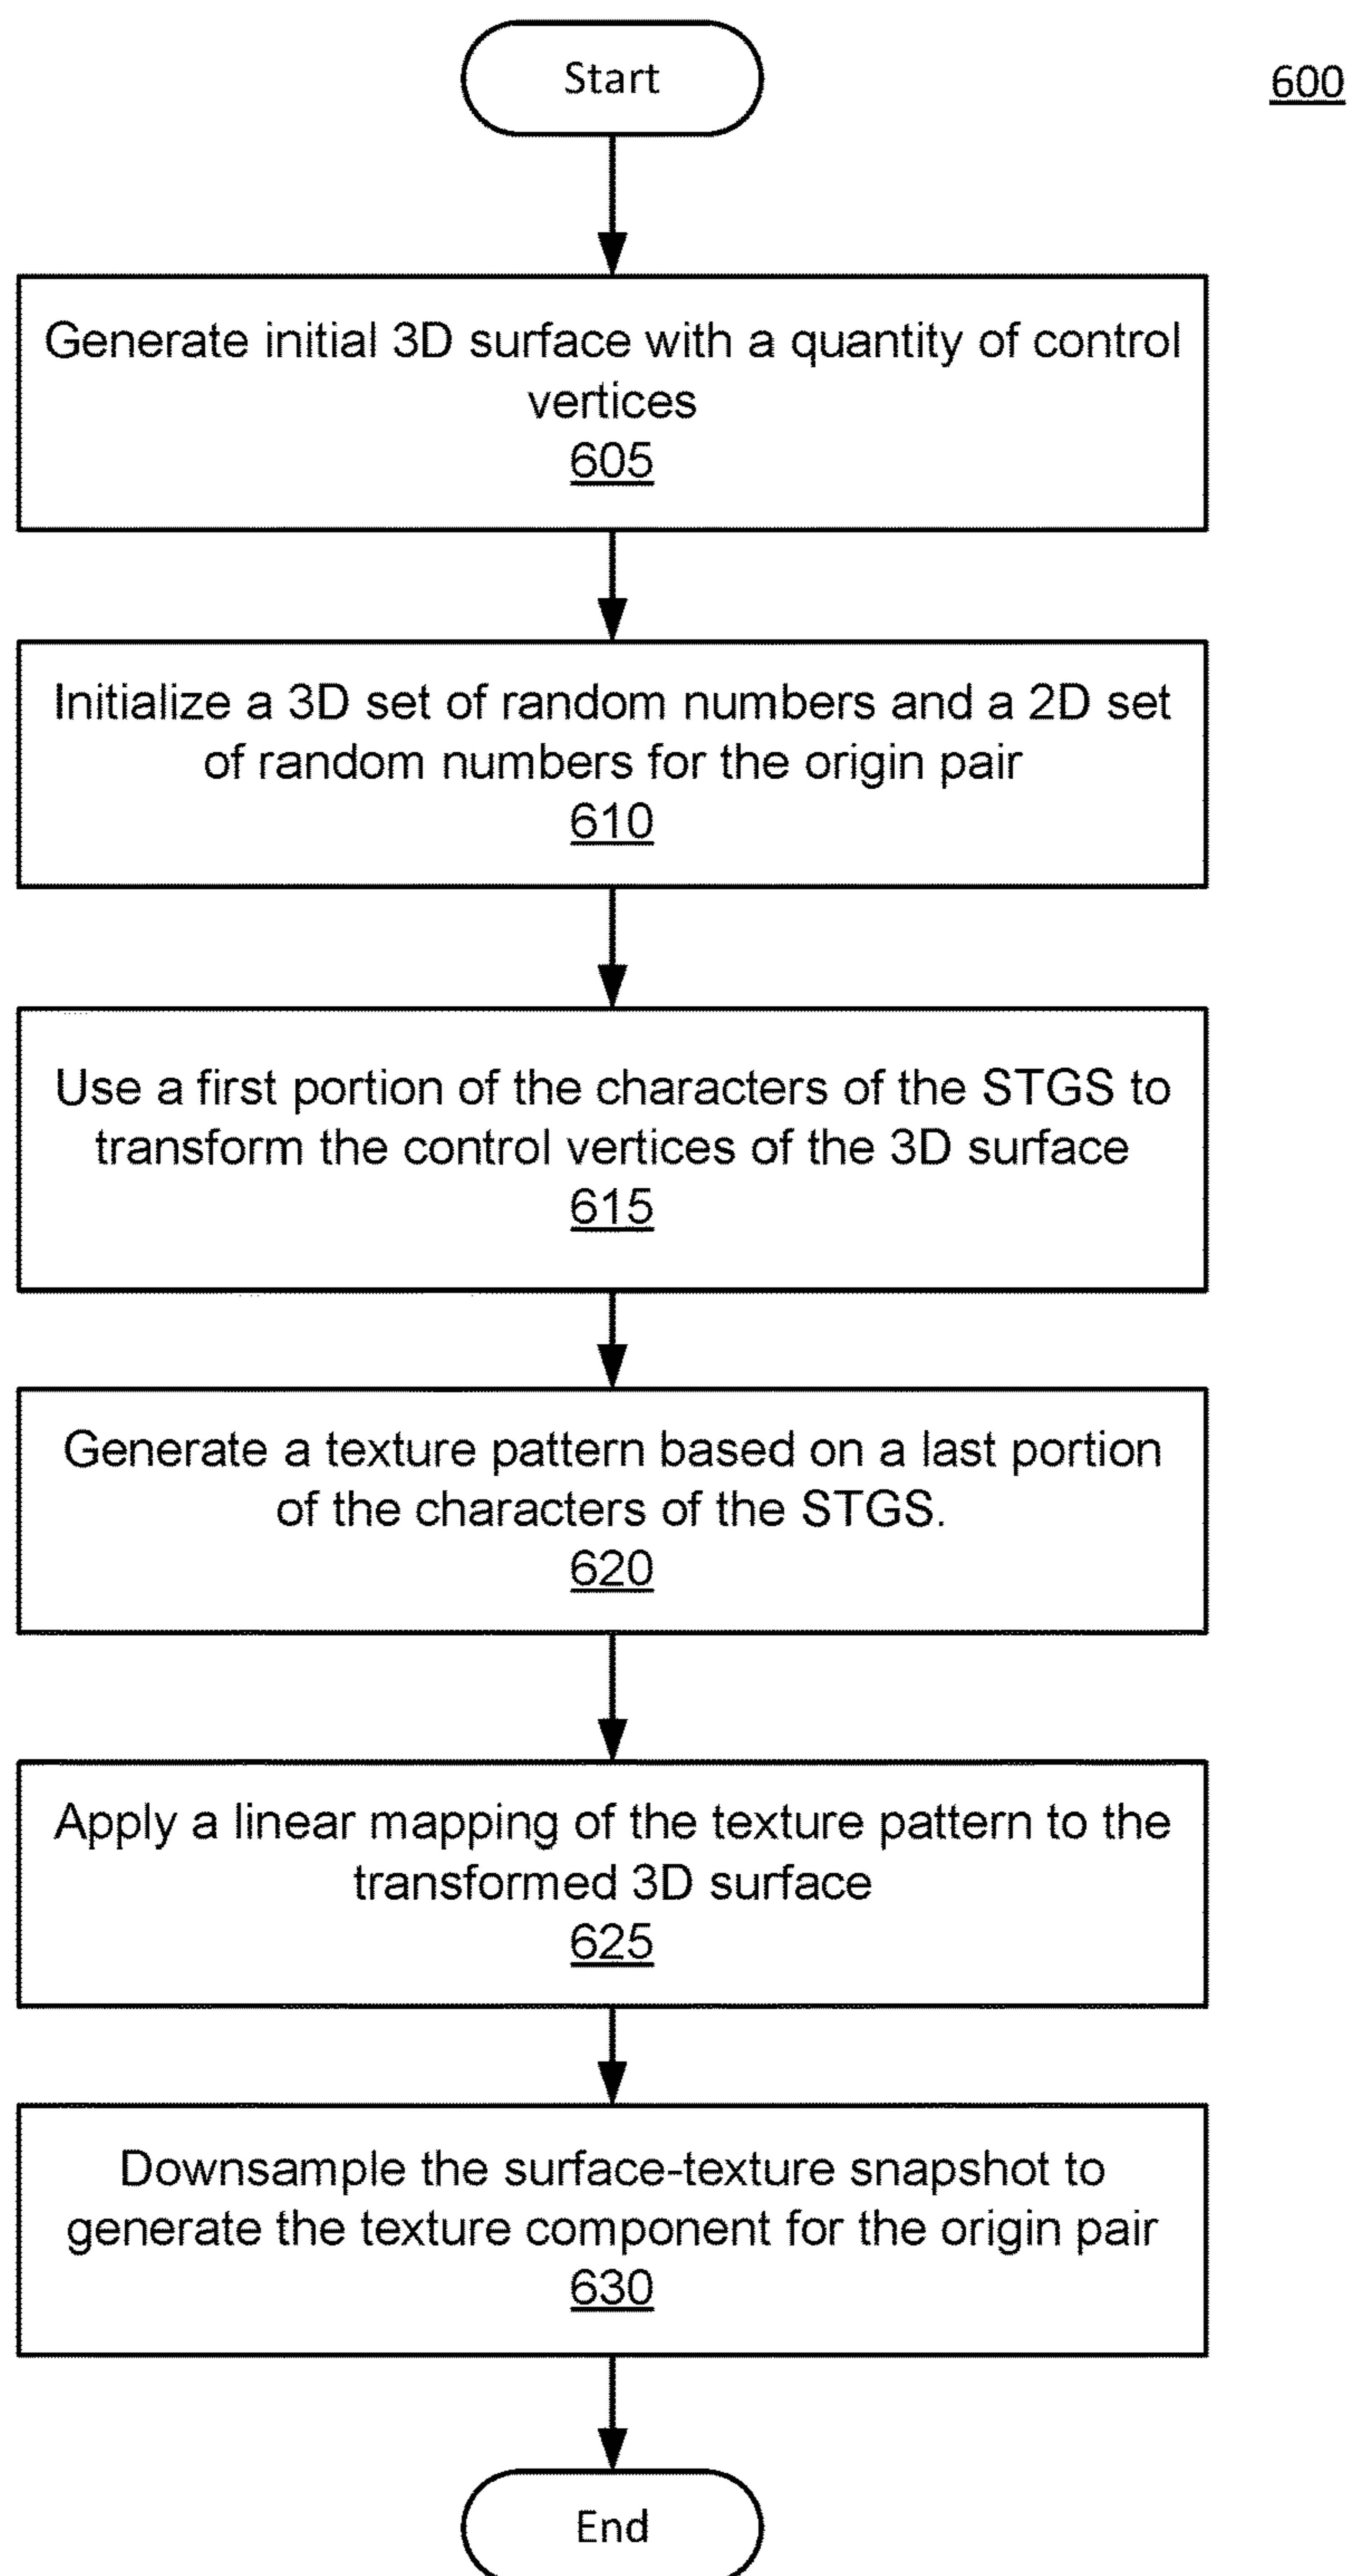 Start
600
Generate initial 3D surface with a quantity of control
vertices
605
Initialize a 3D set of random numbers and a 2D set
of random numbers for the origin pair
610
Use a first portion of the characters of the STGS to
transform the control vertices of the 3D surface
615
Generate a texture pattern based on a last portion
of the characters of the STGS.
620
Apply a linear mapping of the texture pattern to the
transformed 3D surface
625
Downsample the surface-texture snapshot to
generate the texture component for the origin pair
630
End